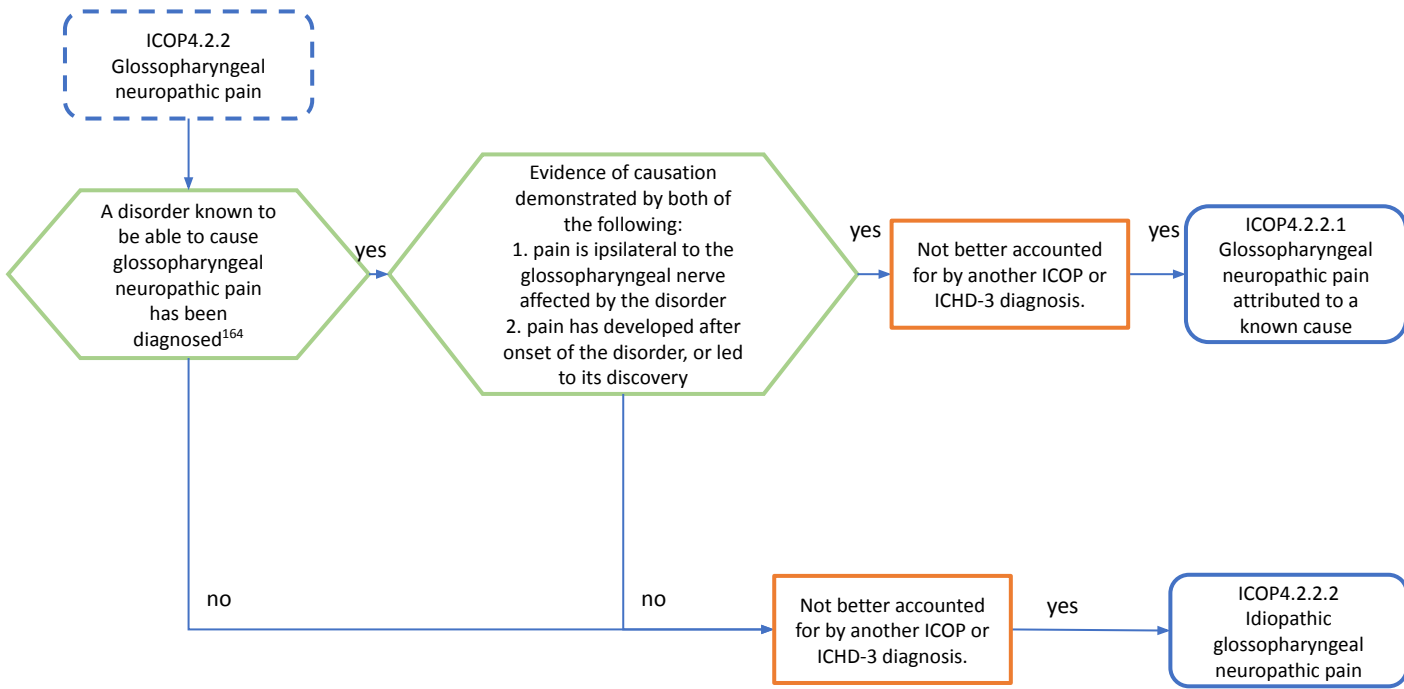 ICOP4.2.2
Glossopharyngeal
neuropathic pain
A disorder known to
be able to cause
glossopharyngeal
neuropathic pain
has been
diagnosed164
yes
Evidence of causation
demonstrated by both of
the following:
1. pain is ipsilateral to the
glossopharyngeal nerve
affected by the disorder
2. pain has developed after
onset of the disorder, or led
to its discovery
yes
Not better accounted
for by another ICOP or
ICHD-3 diagnosis.
yes
ICOP4.2.2.1
Glossopharyngeal
neuropathic pain
attributed to a
known cause
no
no
Not better accounted
for by another ICOP or
ICHD-3 diagnosis.
yes
ICOP4.2.2.2
Idiopathic
glossopharyngeal
neuropathic pain